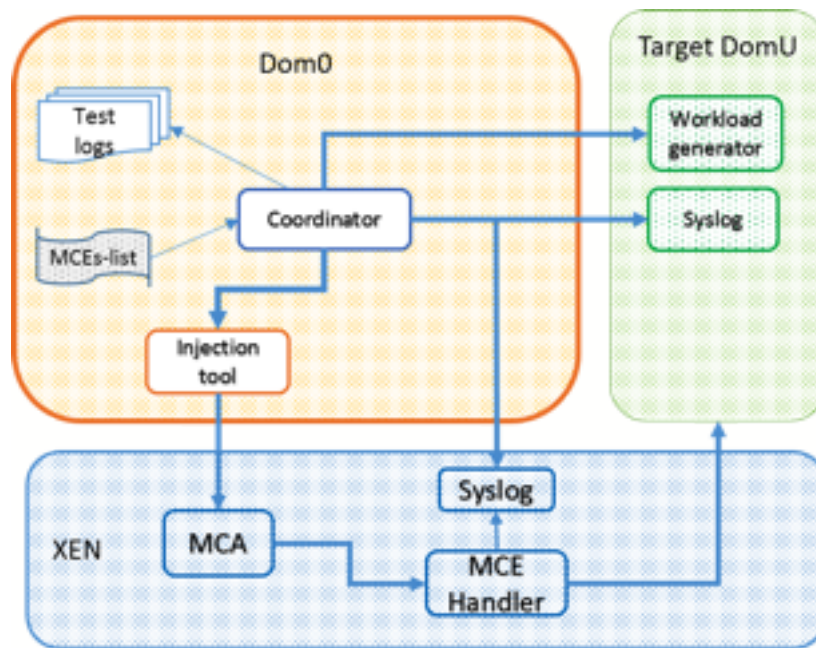 Dom0
Target DomU
Test
logs
Workload
generator
Coordinator
Syslog
MCEs-list
Injection
tool
Syslog
XEN
MCA
MCE
Handler